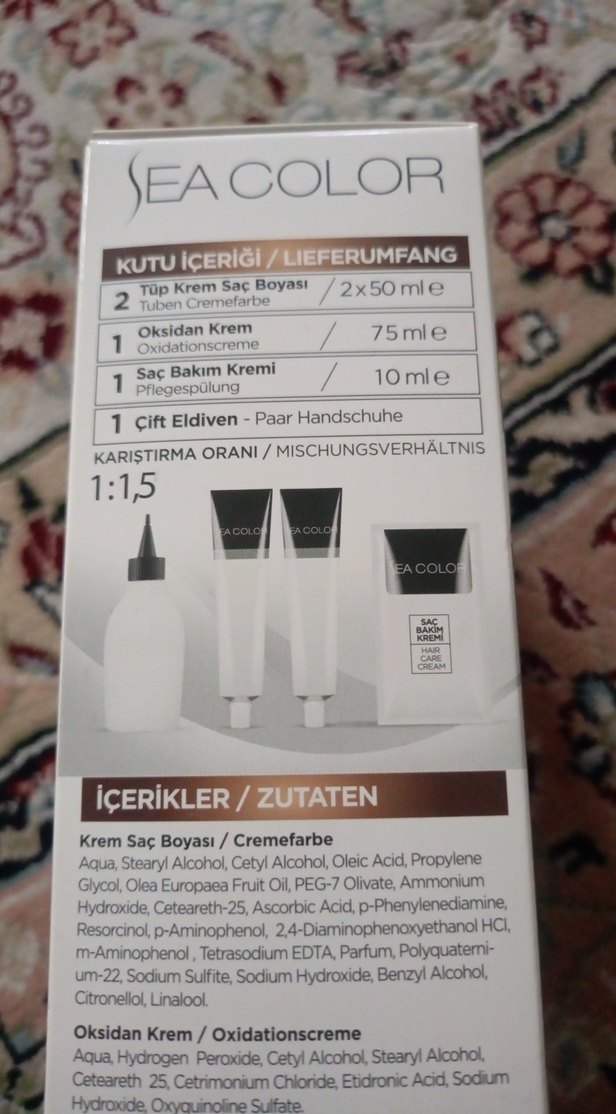 SEA COLOR
KUTU İÇERİĞİ / LIEFERUMFANG
2 Tüp Krem Saç Boyası / 2x50 ml e
Tuben Cremefarbe
1 Oksidan Krem / 75 ml e
Oxidationscreme
1 Saç Bakım Kremi / 10 ml e
Pflegespülung
1 Çift Eldiven - Paar Handschuhe
KARIŞTIRMA ORANI / MISCHUNGSVERHÄLTNIS
1:1,5
SEA COLOR
SEA COLOR
SEA COLOR
SAÇ
BAKIM
KREMİ
HAIR
CARE
CREAM
İÇERİKLER / ZUTATEN
Krem Saç Boyası / Cremefarbe
Aqua, Stearyl Alcohol, Cetyl Alcohol, Oleic Acid, Propylene
Glycol, Olea Europaea Fruit Oil, PEG-7 Olivate, Ammonium
Hydroxide, Ceteareth-25, Ascorbic Acid, p-Phenylenediamine,
Resorcinol, p-Aminophenol, 2,4-Diaminophenoxyethanol HCl,
m-Aminophenol , Tetrasodium EDTA, Parfum, Polyquaterni-
um-22, Sodium Sulfite, Sodium Hydroxide, Benzyl Alcohol,
Citronellol, Linalool.
Oksidan Krem / Oxidationscreme
Aqua, Hydrogen Peroxide, Cetyl Alcohol, Stearyl Alcohol,
Ceteareth 25, Cetrimonium Chloride, Etidronic Acid, Sodium
Hydroxide, Oxyquinoline Sulfate.